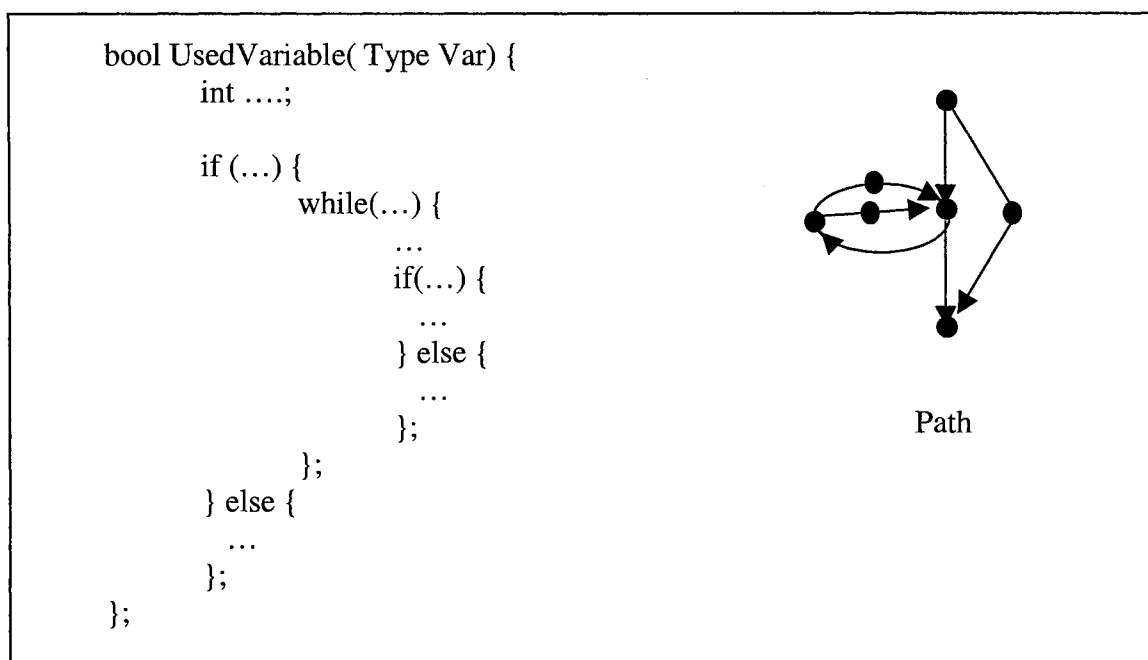 bool UsedVariable( Type Var) {
int ....;
if (...) {
while(...) {
...
if(...) {
...
} else {
...
};
};
} else {
...
};
};
Path